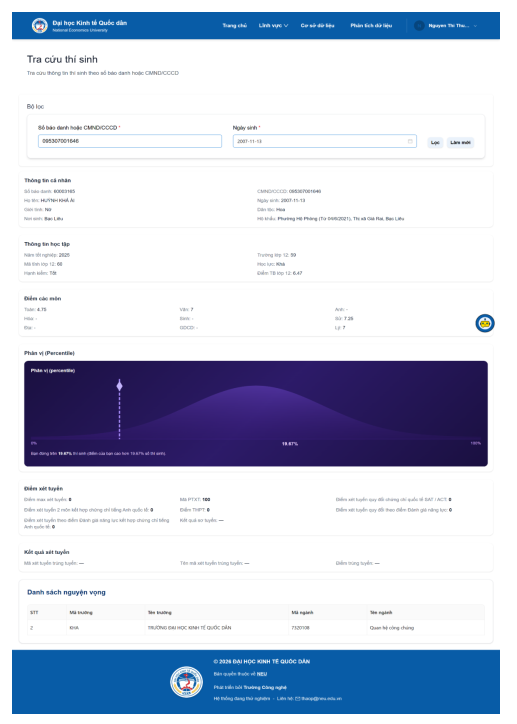 Đại học Kinh tế Quốc dân
National Economics University
Trang chủ Lĩnh vực Cơ sở dữ liệu Phân tích dữ liệu Nguyen Thi Thu...
Tra cứu thí sinh
Tra cứu thông tin thí sinh theo số báo danh hoặc CMND/CCCD
Bộ lọc
Số báo danh hoặc CMND/CCCD * Ngày sinh *
095307001646 2007-11-13 Lọc Làm mới
Thông tin cá nhân
Số báo danh: 60003165 CMND/CCCD: 095307001646
Họ tên: HUỲNH KHẢ ÁI Ngày sinh: 2007-11-13
Giới tính: Nữ Dân tộc: Hoa
Nơi sinh: Bạc Liêu Hộ khẩu: Phường Hộ Phòng (Từ 01/6/2021), Thị xã Giá Rai, Bạc Liêu
Thông tin học tập
Năm tốt nghiệp: 2025 Trường lớp 12: 59
Mã tỉnh lớp 12: 60 Học lực: Khá
Hạnh kiểm: Tốt Điểm TB lớp 12: 6.47
Điểm các môn
Toán: 4.75 Văn: 7 Anh: -
Hóa: - Sinh: - Sử: 7.25
Địa: - GDCD: - Lý: 7
Phân vị (Percentile)
Phân vị (percentile)
0% 19.67% 100%
Bạn đứng trên 19.67% thí sinh (điểm của bạn cao hơn 19.67% số thí sinh).
Điểm xét tuyển
Điểm max xét tuyển: 0 Mã PTXT: 100 Điểm xét tuyển quy đổi chứng chỉ quốc tế SAT / ACT: 0
Điểm xét tuyển 2 môn kết hợp chứng chỉ tiếng Anh quốc tế: 0 Điểm THPT: 0 Điểm xét tuyển quy đổi theo điểm Đánh giá năng lực: 0
Điểm xét tuyển theo điểm Đánh giá năng lực kết hợp chứng chỉ tiếng Kết quả sơ tuyển: —
Anh quốc tế: 0
Kết quả xét tuyển
Mã xét tuyển trúng tuyển: — Tên mã xét tuyển trúng tuyển: — Điểm trúng tuyển: —
Danh sách nguyện vọng
STT Mã trường Tên trường Mã ngành Tên ngành
2 KHA TRƯỜNG ĐẠI HỌC KINH TẾ QUỐC DÂN 7320108 Quan hệ công chúng
© 2026 ĐẠI HỌC KINH TẾ QUỐC DÂN
Bản quyền thuộc về NEU
Phát triển bởi Trường Công nghệ
Hệ thống đang thử nghiệm - Liên hệ: thaop@neu.edu.vn